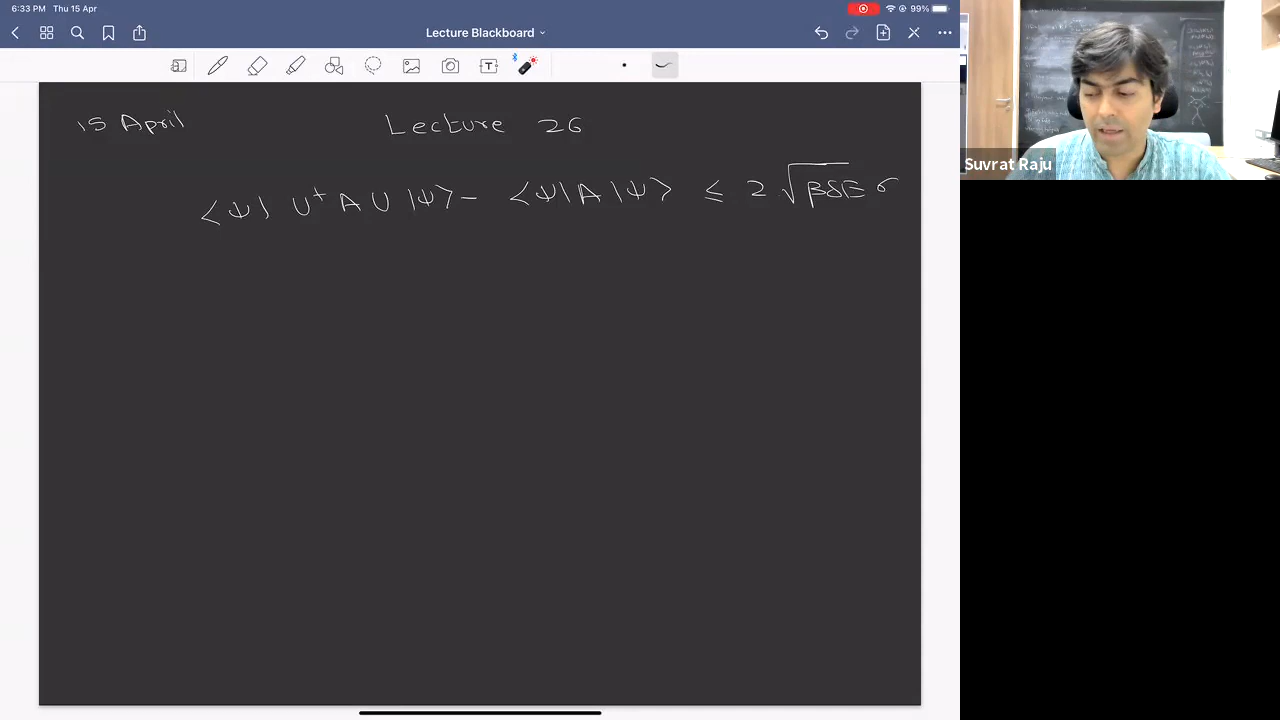 6:33 PM Thu 15 Apr
99%
Lecture Blackboard
15 April
Lecture 26
⟨Ψ| U† A U |Ψ⟩ − ⟨Ψ| A |Ψ⟩ ≤ 2 √βδE σ
Suvrat Raju